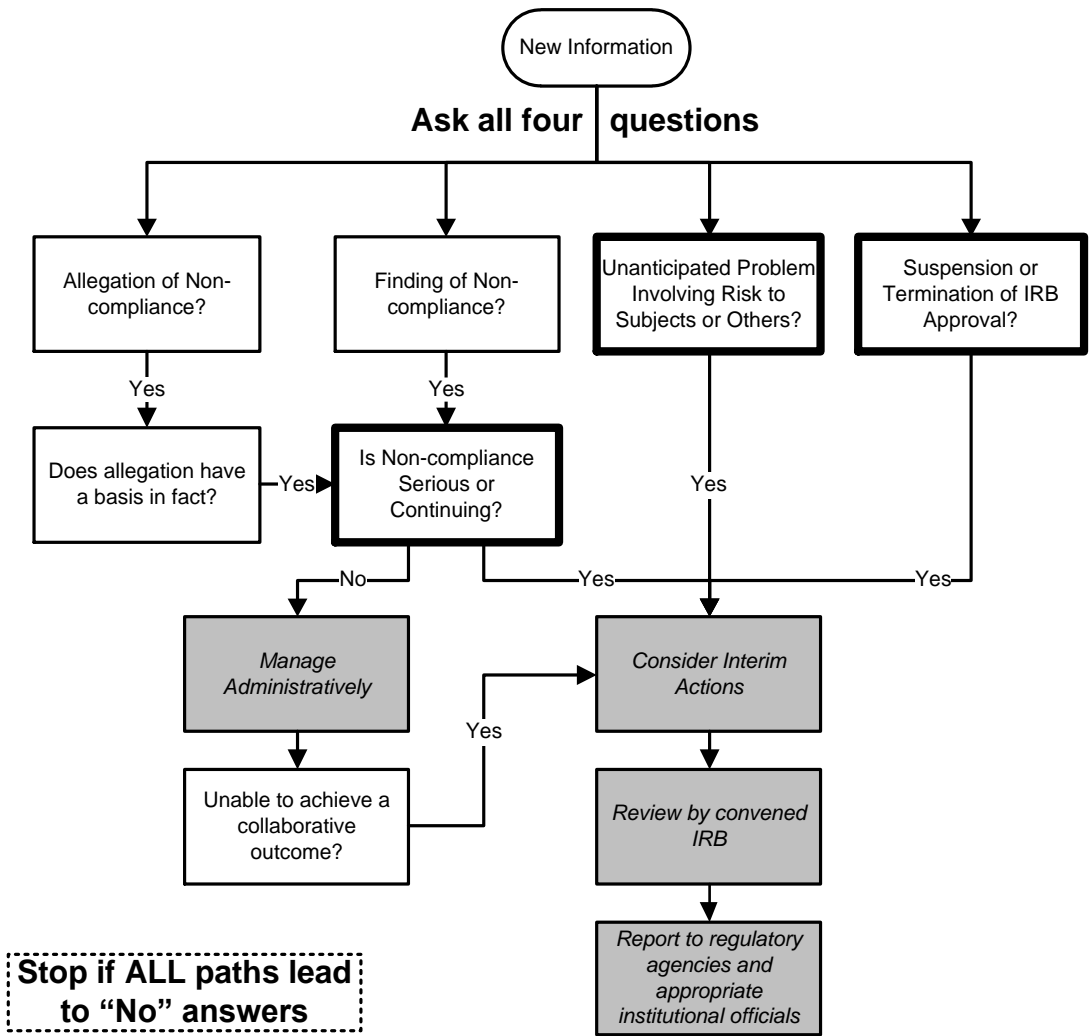 New Information
Ask all four questions
Allegation of Non-
compliance?
Finding of Non-
compliance?
Unanticipated Problem
Involving Risk to
Subjects or Others?
Suspension or
Termination of IRB
Approval?
Yes
Yes
Does allegation have
a basis in fact?
Yes
Is Non-compliance
Serious or
Continuing?
Yes
No
Yes
Yes
Manage
Administratively
Consider Interim
Actions
Yes
Unable to achieve a
collaborative
outcome?
Review by convened
IRB
Report to regulatory
agencies and
appropriate
institutional officials
Stop if ALL paths lead
to “No” answers